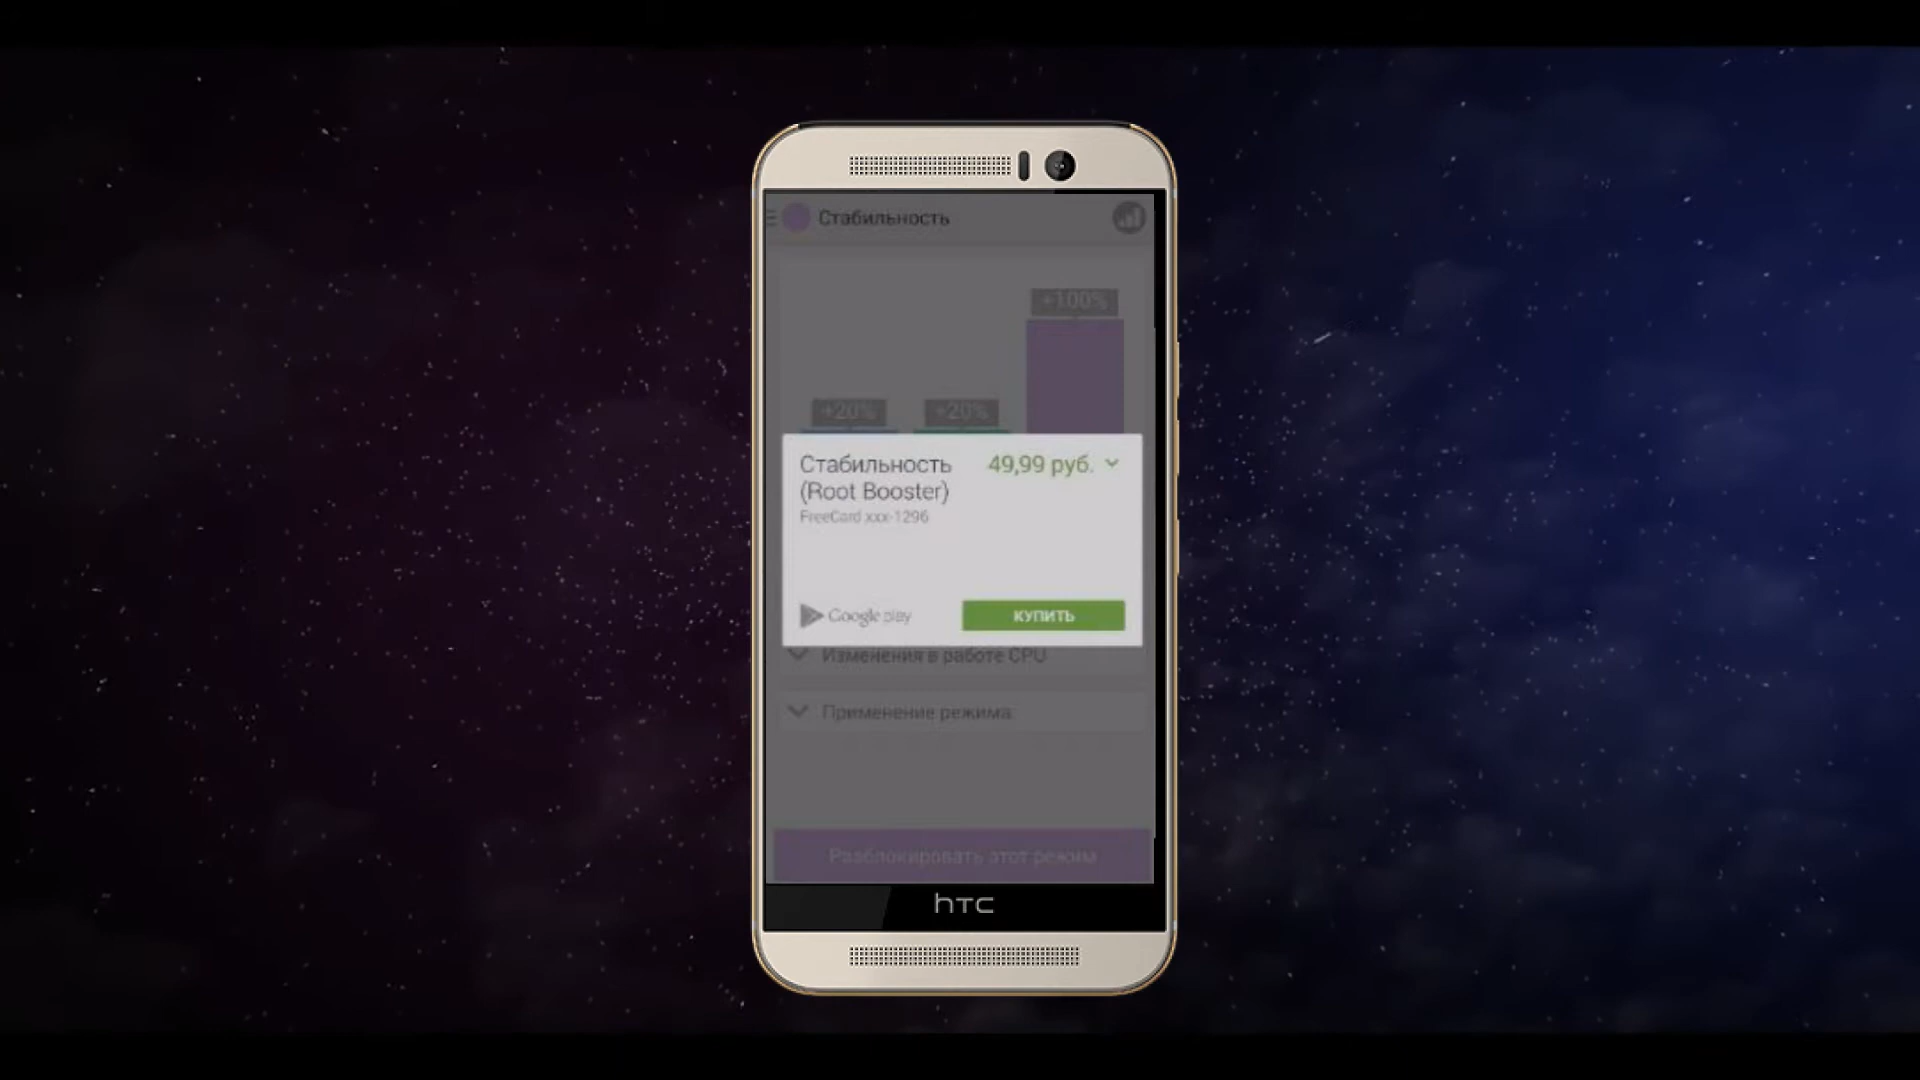 Стабильность
+100%
+20% +20%
Стабильность 49,99 руб.
(Root Booster)
FreeCard xxx-1296
Google play КУПИТЬ
Изменения в работе CPU
Применение режима
Разблокировать этот режим
hTC